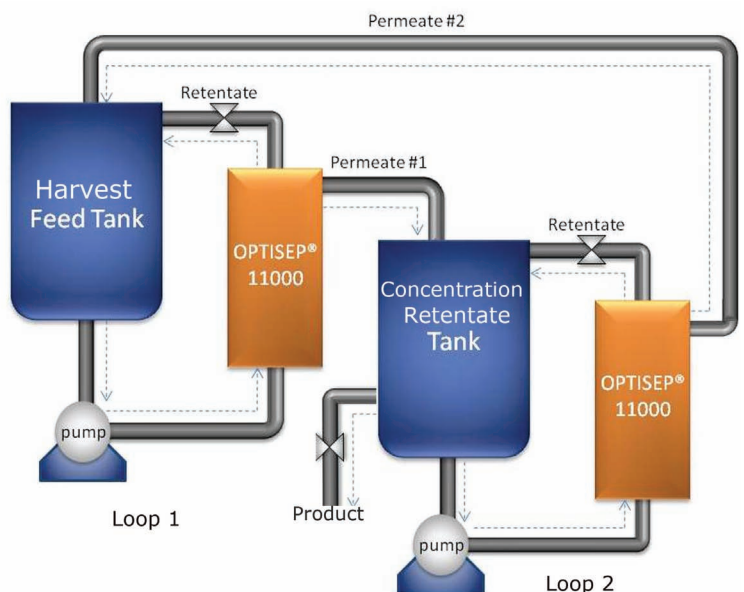 Permeate #2
Retentate
Harvest
Feed Tank
Permeate #1
OPTISEP®
11000
Retentate
Concentration
Retentate
Tank
OPTISEP®
11000
pump
Product
Loop 1
pump
Loop 2